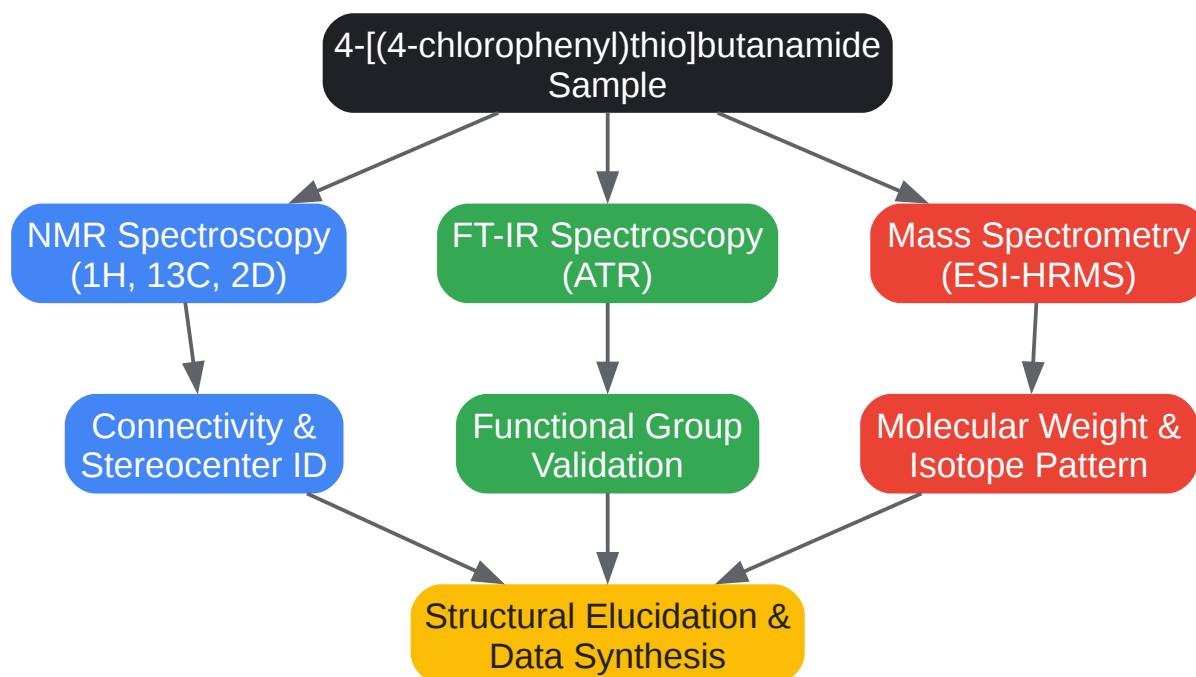 4-[(4-chlorophenyl)thio]butanamide
Sample
NMR Spectroscopy
(1H, 13C, 2D)
FT-IR Spectroscopy
(ATR)
Mass Spectrometry
(ESI-HRMS)
Connectivity &
Stereocenter ID
Functional Group
Validation
Molecular Weight &
Isotope Pattern
Structural Elucidation &
Data Synthesis